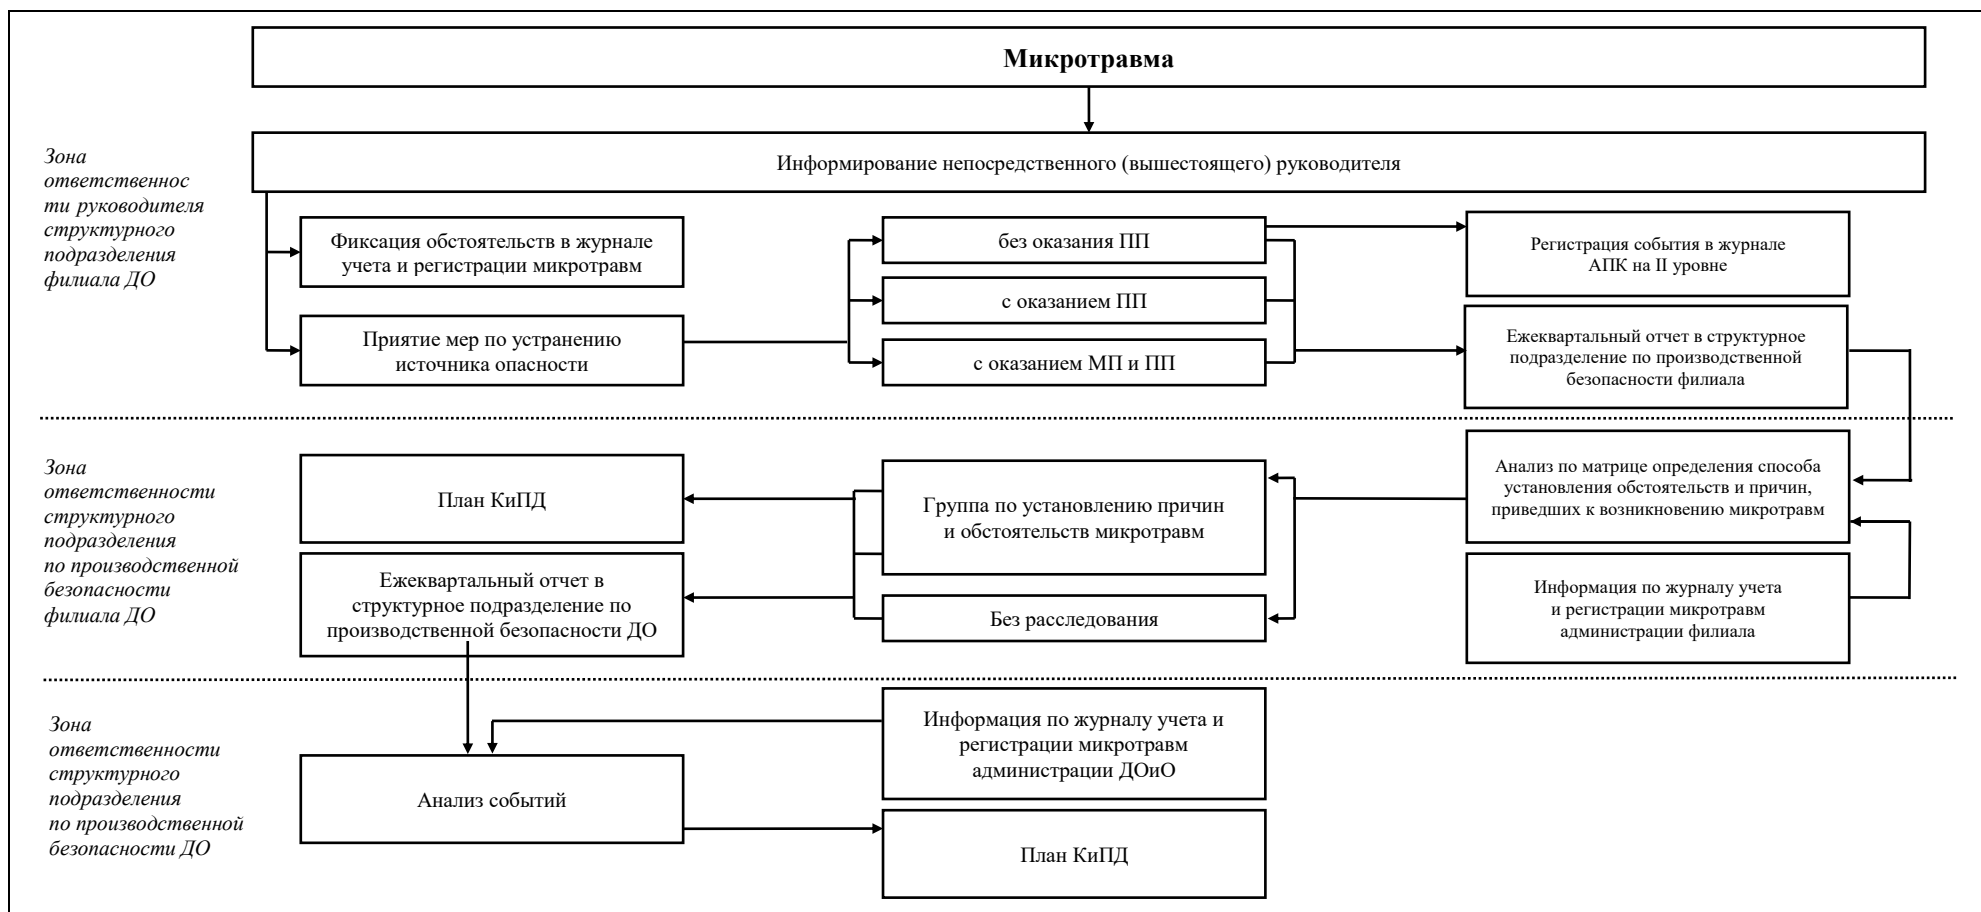 Микротравма
Информирование непосредственного (вышестоящего) руководителя
Зона
ответственнос
ти руководителя
структурного
подразделения
филиала ДО
Фиксация обстоятельств в журнале
учета и регистрации микротравм
Приятие мер по устранению
источника опасности
без оказания ПП
с оказанием ПП
с оказанием МП и ПП
Регистрация события в журнале
АПК на II уровне
Ежеквартальный отчет в структурное
подразделение по производственной
безопасности филиала
Зона
ответственности
структурного
подразделения
по производственной
безопасности
филиала ДО
План КиПД
Ежеквартальный отчет в
структурное подразделение по
производственной безопасности ДО
Группа по установлению причин
и обстоятельств микротравм
Без расследования
Анализ по матрице определения способа
установления обстоятельств и причин,
приведших к возникновению микротравм
Информация по журналу учета
и регистрации микротравм
администрации филиала
Зона
ответственности
структурного
подразделения
по производственной
безопасности ДО
Анализ событий
Информация по журналу учета и
регистрации микротравм
администрации ДОиО
План КиПД